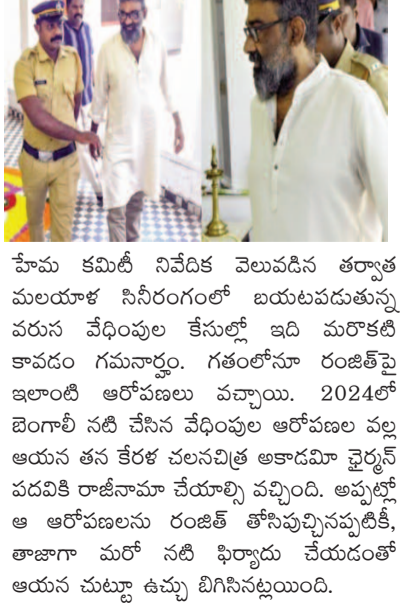 హేమ కమిటీ నివేదిక వెలువడిన తర్వాత
మలయాళ సినీరంగంలో బయటపడుతున్న
వరుస వేధింపుల కేసుల్లో ఇది మరొకటి
కావడం గమనార్హం. గతంలోనూ రంజిత్‌పై
ఇలాంటి ఆరోపణలు వచ్చాయి. 2024లో
బెంగాలీ నటి చేసిన వేధింపుల ఆరోపణల వల్ల
ఆయన తన కేరళ చలనచిత్ర అకాడమీ ఛైర్మన్
పదవికి రాజీనామా చేయాల్సి వచ్చింది. అప్పట్లో
ఆ ఆరోపణలను రంజిత్ తోసిపుచ్చినప్పటికీ,
తాజాగా మరో నటి ఫిర్యాదు చేయడంతో
ఆయన చుట్టూ ఉచ్చు బిగిసినట్లయింది.